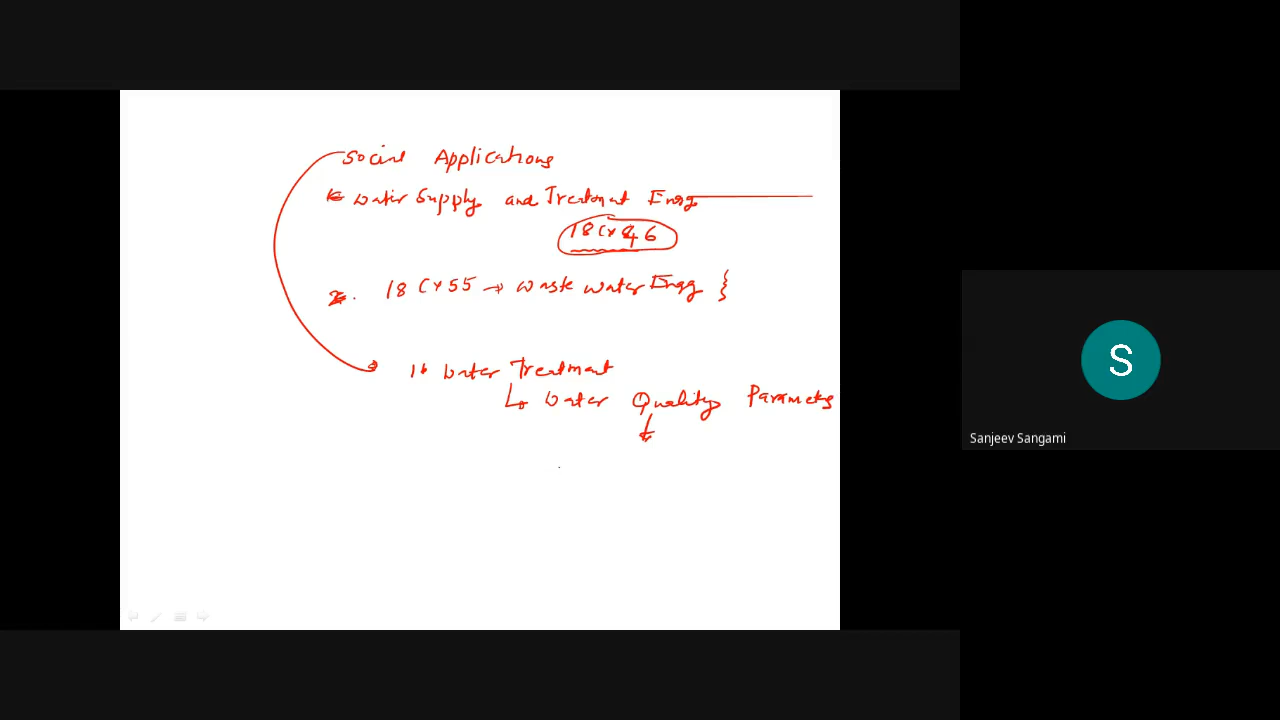 Social Applications
Water Supply and Treatment Engg
18CV46
2. 18CV55 → Waste water Engg }
1. Water Treatment
↳ Water Quality Parameters
S
Sanjeev Sangami